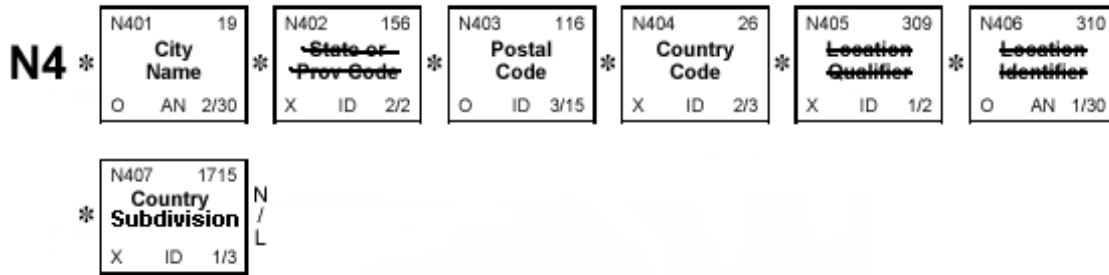 N401 19 N402 156 N403 116 N404 26 N405 309 N406 310
N4 * City Name * State or Prov Code * Postal Code * Country Code * Location Qualifier * Location Identifier
O AN 2/30 X ID 2/2 O ID 3/15 X ID 2/3 X ID 1/2 O AN 1/30
N407 1715
* Country Subdivision N / L
X ID 1/3